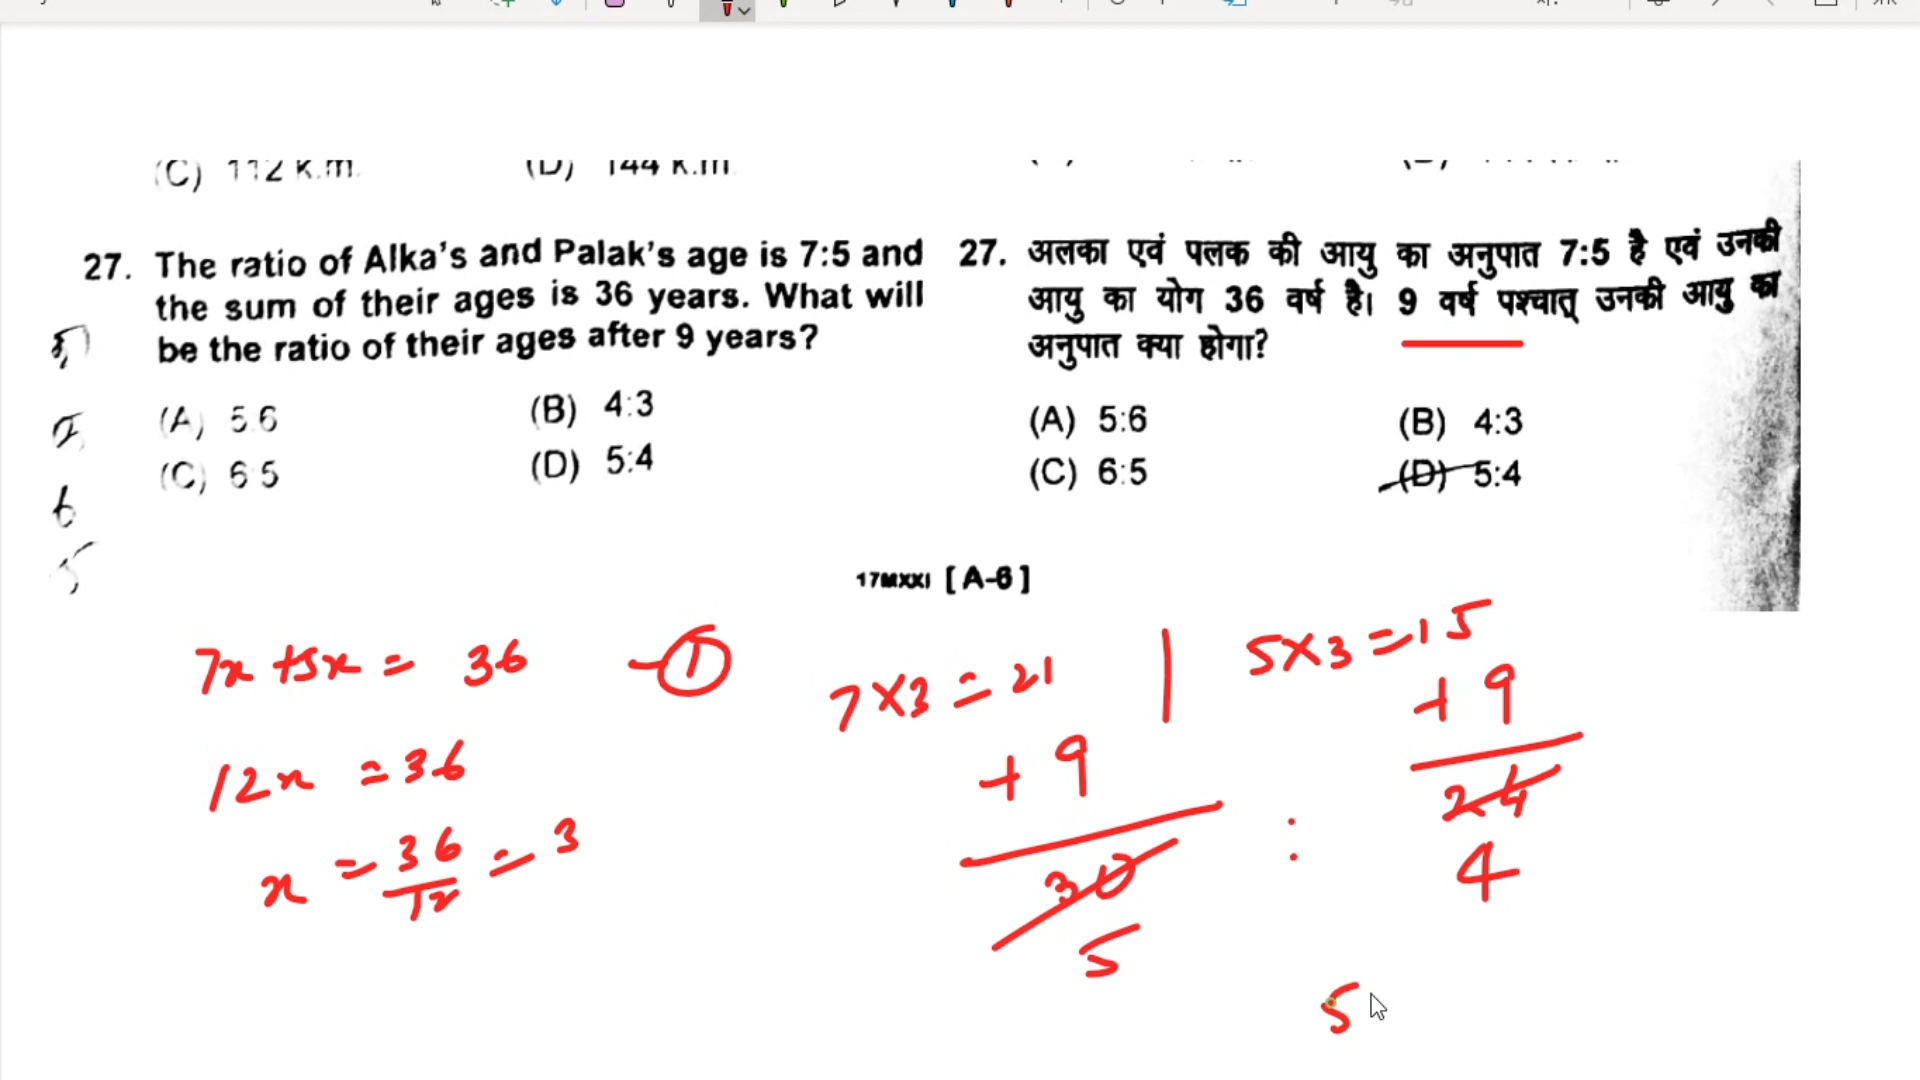 (C) 112 k.m. (D) 144 k.m.
27. The ratio of Alka's and Palak's age is 7:5 and
the sum of their ages is 36 years. What will
be the ratio of their ages after 9 years?
(A) 5:6 (B) 4:3
(C) 6:5 (D) 5:4
27. अलका एवं पलक की आयु का अनुपात 7:5 है एवं उनकी
आयु का योग 36 वर्ष है। 9 वर्ष पश्चात् उनकी आयु का
अनुपात क्या होगा?
(A) 5:6 (B) 4:3
(C) 6:5 (D) 5:4
17MXXI [ A-6 ]
7x + 5x = 36 — 1
12x = 36
x = 36/12 = 3
7 × 3 = 21
+ 9
30
5
:
5 × 3 = 15
+ 9
24
4
5